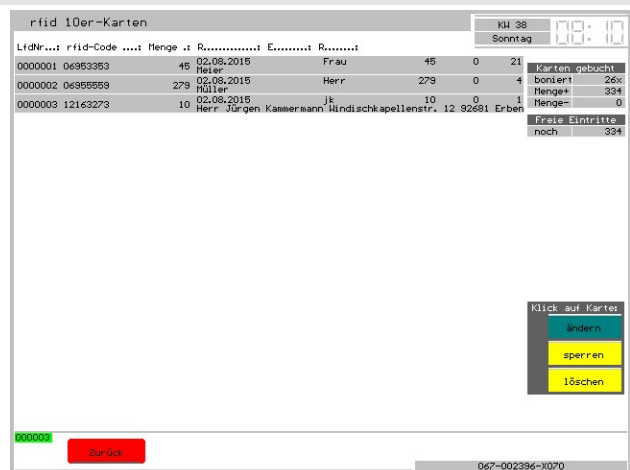 rfid 10er-Karten
KW 38
Sonntag
08:10
LfdNr...: rfid-Code ....: Menge .: R.............: E.........: R.......:
0000001 06953353 45 02.08.2015 Frau 45 0 21
Meier
0000002 06955559 279 02.08.2015 Herr 279 0 4
Müller
0000003 12163273 10 02.08.2015 jk 10 0 1
Herr Jürgen Kammermann Windischkapellenstr. 12 92681 Erben
Karten gebucht
boniert 26x
Menge+ 334
Menge- 0
Freie Eintritte
noch 334
Klick auf Karte:
ändern
sperren
löschen
000003
Zurück
067-002396-X070